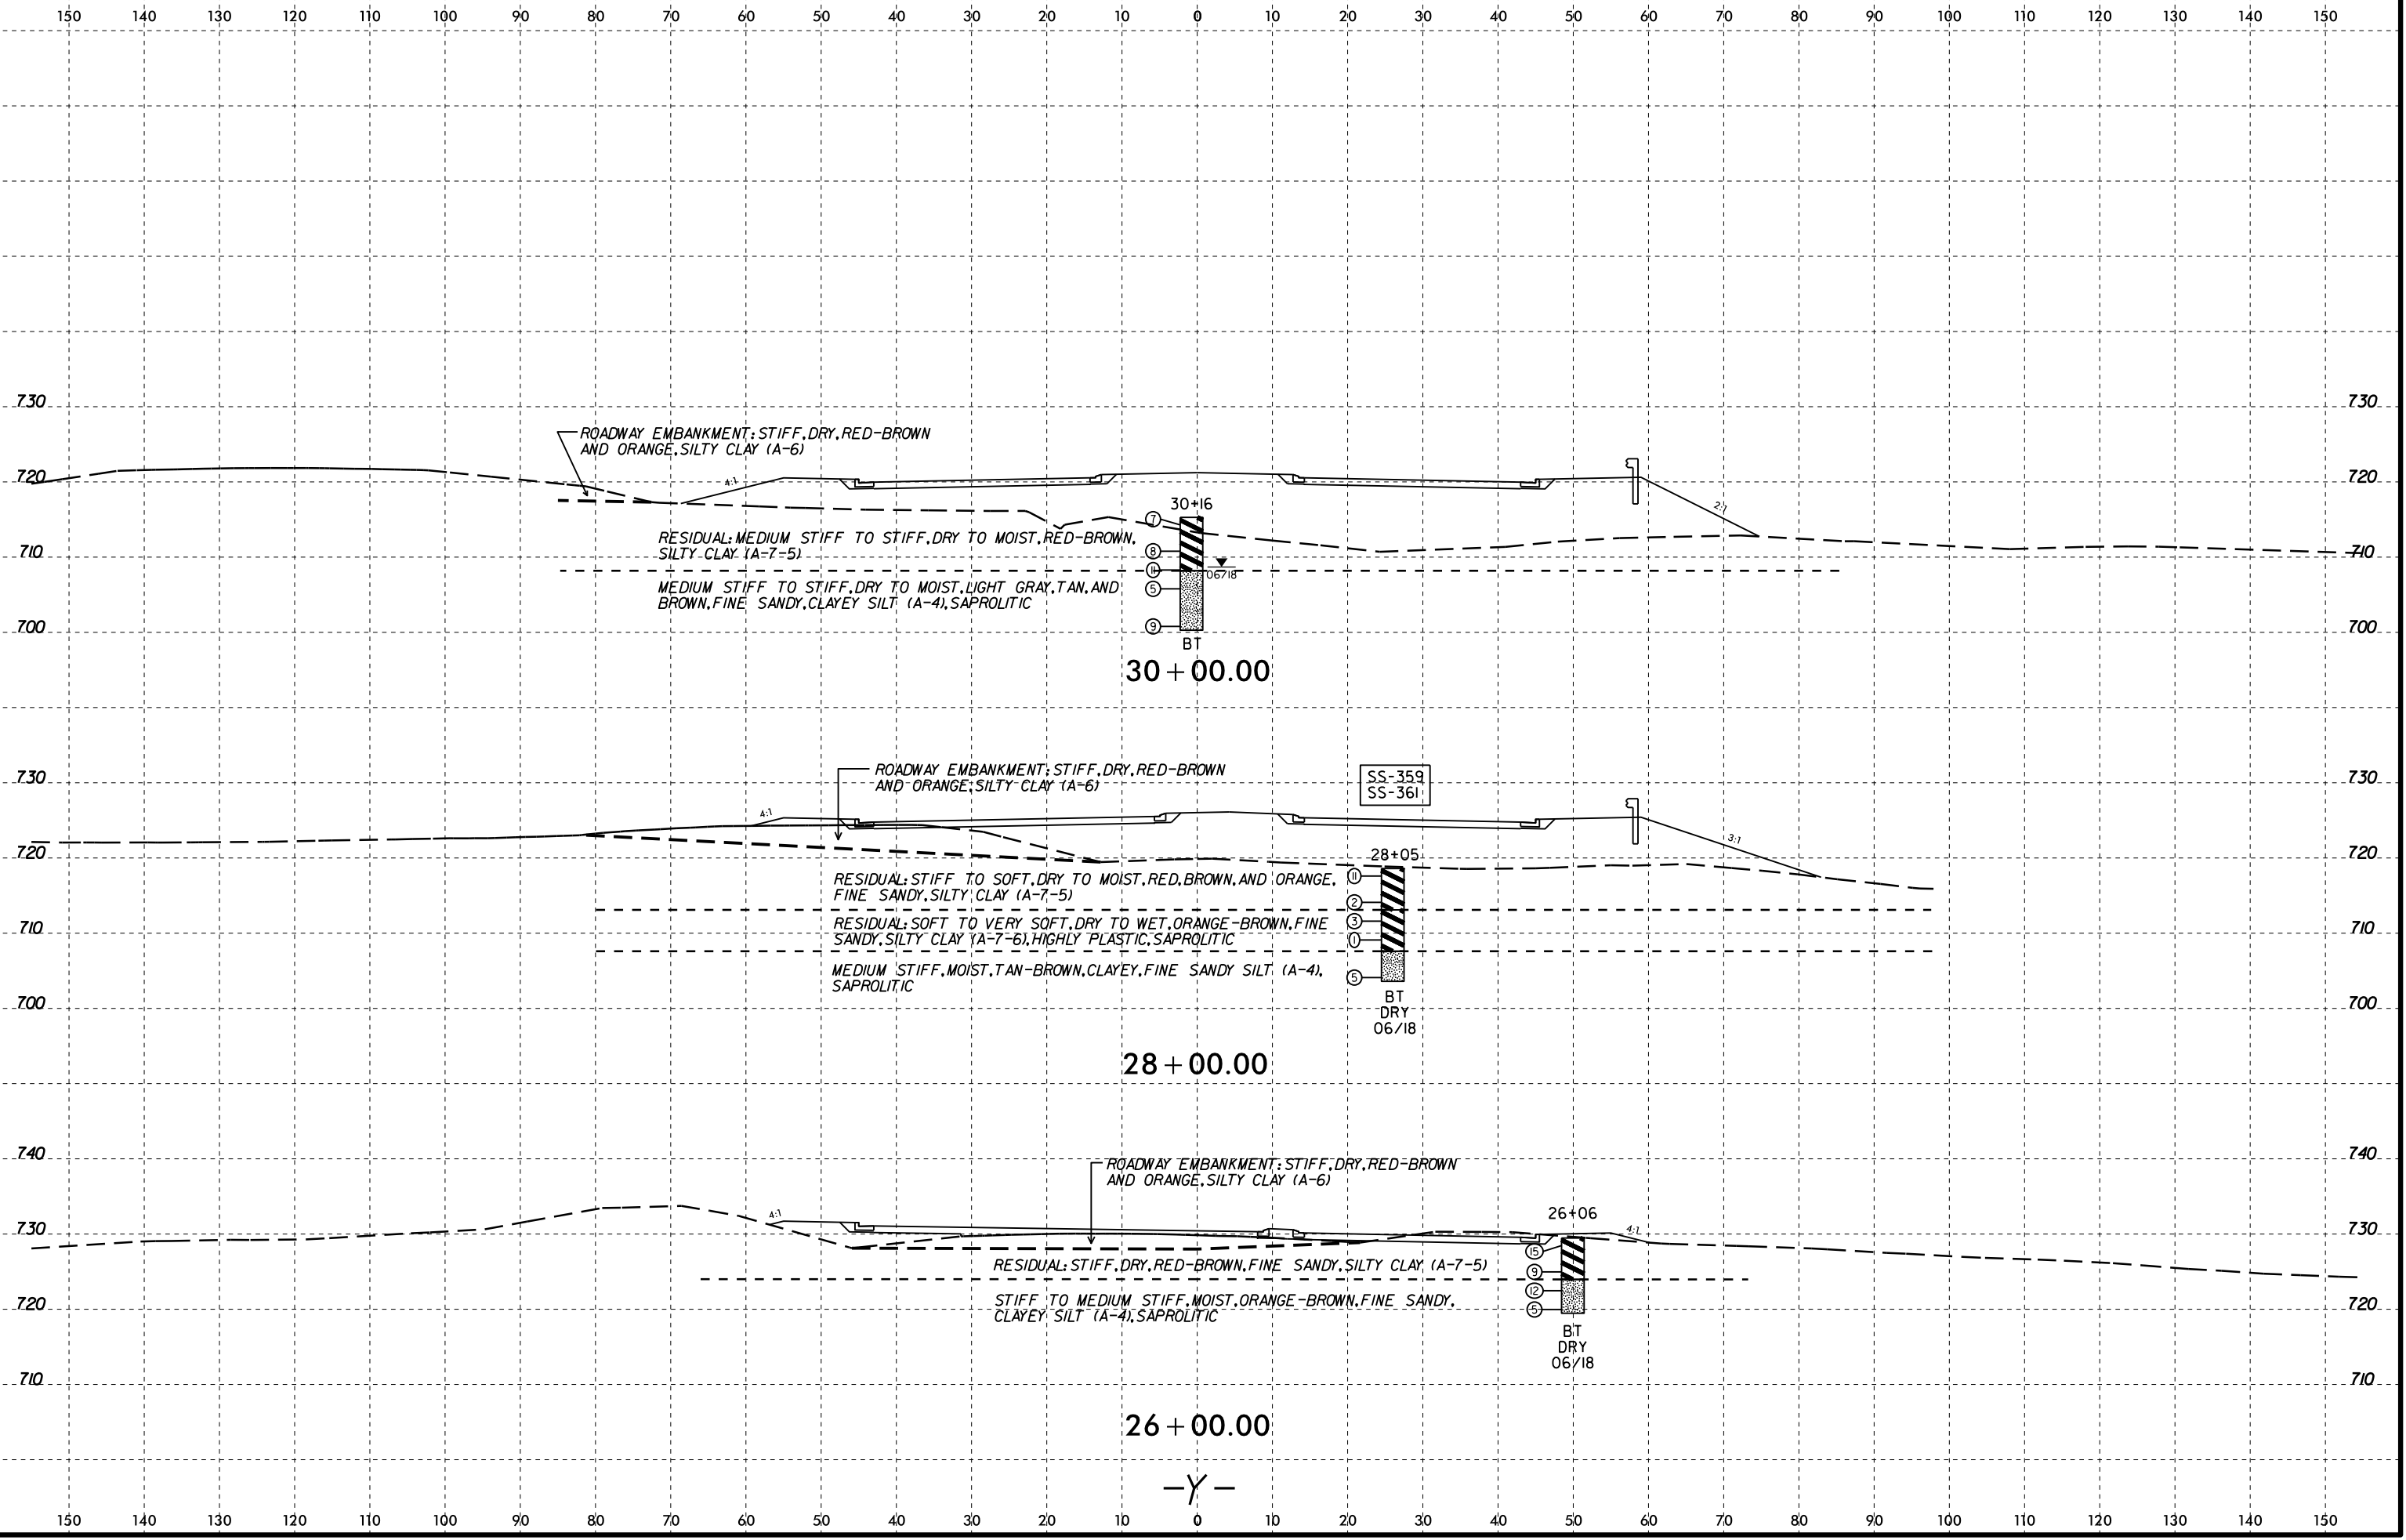 150 140 130 120 110 100 90 80 70 60 50 40 30 20 10 0 10 20 30 40 50 60 70 80 90 100 110 120 130 140 150
730 730
ROADWAY EMBANKMENT: STIFF, DRY, RED-BROWN
AND ORANGE, SILTY CLAY (A-6)
720 720
4:1
2:1
30+16
7
RESIDUAL: MEDIUM STIFF TO STIFF, DRY TO MOIST, RED-BROWN,
SILTY CLAY (A-7-5)
710 710
8
11
06/18
MEDIUM STIFF TO STIFF, DRY TO MOIST, LIGHT GRAY, TAN, AND
BROWN, FINE SANDY, CLAYEY SILT (A-4), SAPROLITIC
5
9
700 700
BT
30+00.00
ROADWAY EMBANKMENT: STIFF, DRY, RED-BROWN
AND ORANGE, SILTY CLAY (A-6)
730 730
SS-359
SS-361
4:1
3:1
720 720
28+05
RESIDUAL: STIFF TO SOFT, DRY TO MOIST, RED, BROWN, AND ORANGE,
FINE SANDY, SILTY CLAY (A-7-5)
11
2
RESIDUAL: SOFT TO VERY SOFT, DRY TO WET, ORANGE-BROWN, FINE
SANDY, SILTY CLAY (A-7-6), HIGHLY PLASTIC, SAPROLITIC
3
1
710 710
MEDIUM STIFF, MOIST, TAN-BROWN, CLAYEY, FINE SANDY SILT (A-4),
SAPROLITIC
5
700 700
BT
DRY
06/18
28+00.00
740 740
ROADWAY EMBANKMENT: STIFF, DRY, RED-BROWN
AND ORANGE, SILTY CLAY (A-6)
4:1
26+06
4:1
730 730
15
RESIDUAL: STIFF, DRY, RED-BROWN, FINE SANDY, SILTY CLAY (A-7-5)
9
12
STIFF TO MEDIUM STIFF, MOIST, ORANGE-BROWN, FINE SANDY,
CLAYEY SILT (A-4), SAPROLITIC
5
720 720
BT
DRY
06/18
710 710
26+00.00
-Y-
150 140 130 120 110 100 90 80 70 60 50 40 30 20 10 0 10 20 30 40 50 60 70 80 90 100 110 120 130 140 150